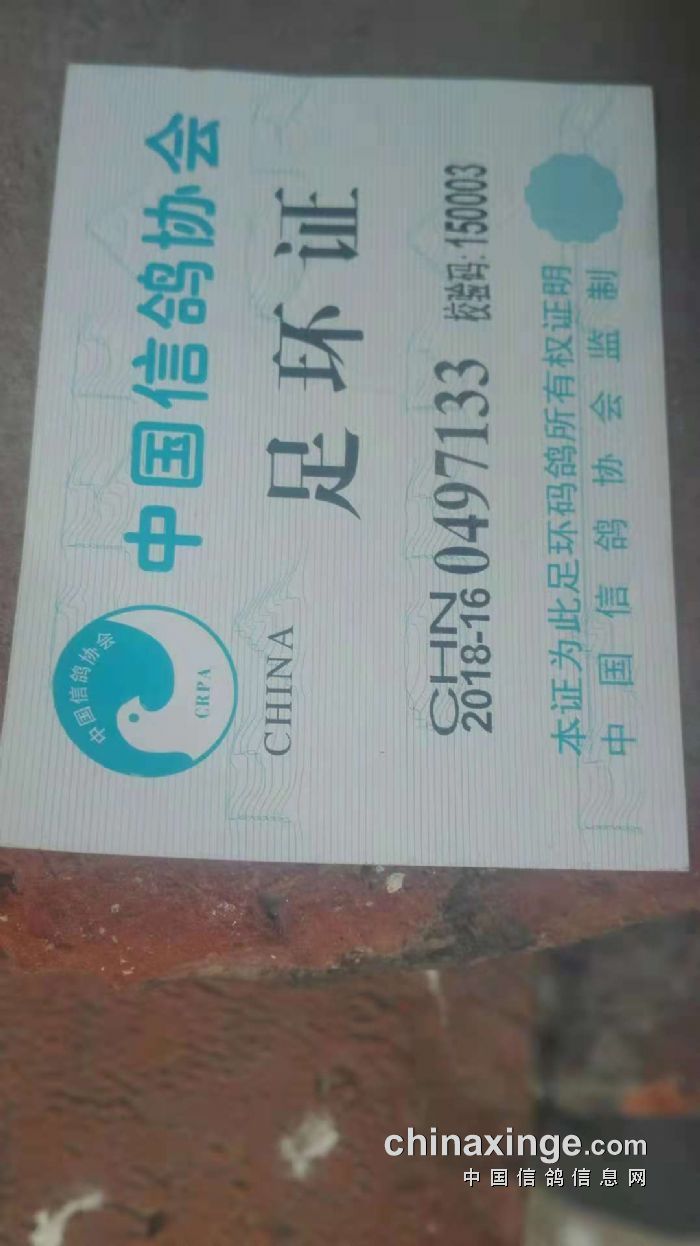 中国信鸽协会
CRPA
中国信鸽协会
CHINA
足环证
CHN
2018-16 0497133 校验码:150003
本证为此足环码鸽所有权证明
中国信鸽协会监制
chinaxinge.com
中国信鸽信息网